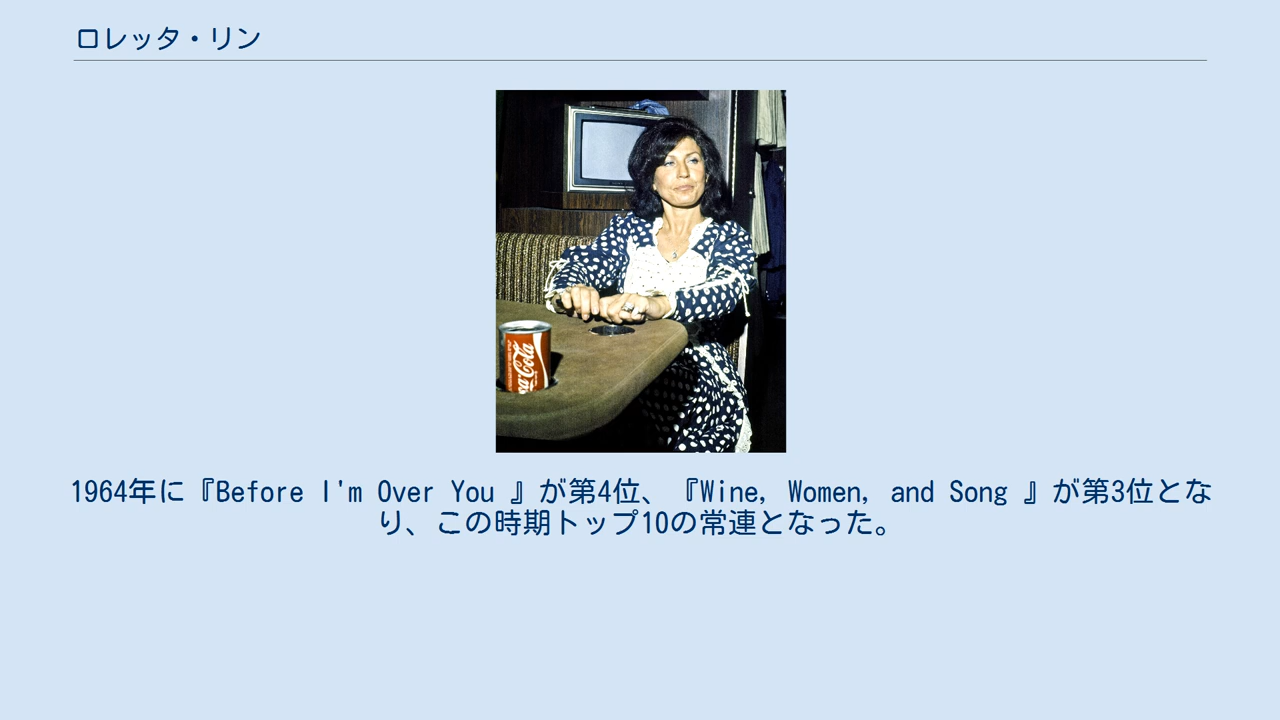 ロレッタ・リン
Coca-Cola
1964年に『Before I'm Over You 』が第4位、『Wine, Women, and Song 』が第3位とな
り、この時期トップ10の常連となった。